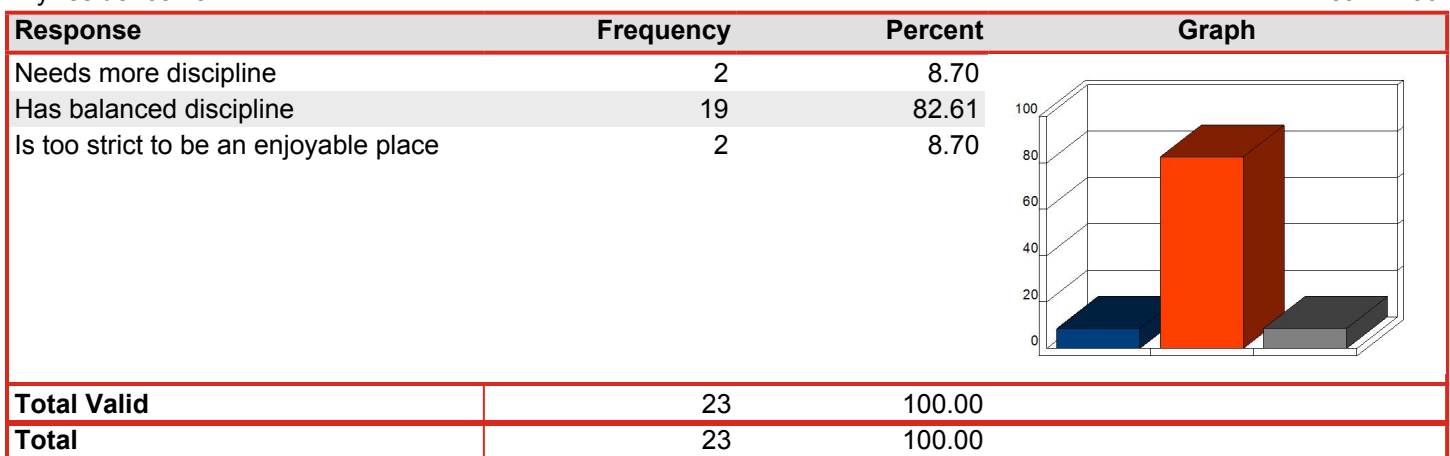 Response Frequency Percent Graph
Needs more discipline 2 8.70
Has balanced discipline 19 82.61
Is too strict to be an enjoyable place 2 8.70
100
80
60
40
20
0
Total Valid 23 100.00
Total 23 100.00